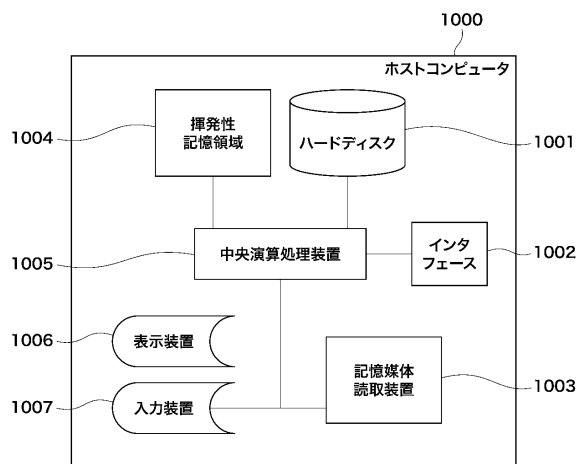 1000
ホストコンピュータ
1004
揮発性
記憶領域
ハードディスク
1001
1005
中央演算処理装置
インタ
フェース
1002
1006
表示装置
記憶媒体
読取装置
1003
1007
入力装置